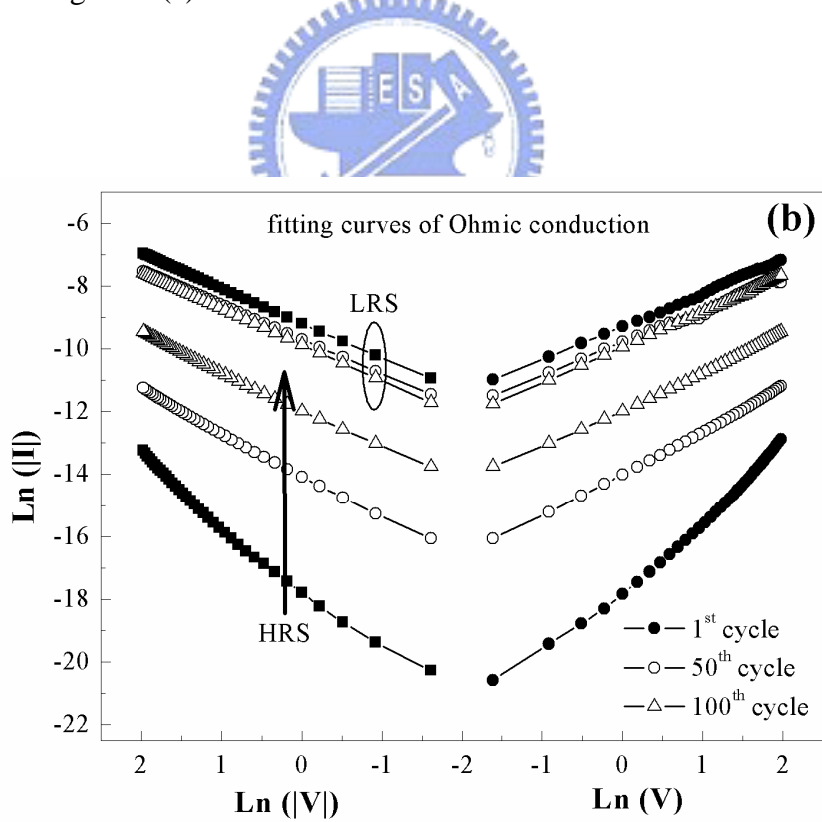 E S A
fitting curves of Ohmic conduction
(b)
LRS
HRS
1st cycle
50th cycle
100th cycle
Ln (|I|)
-6
-8
-10
-12
-14
-16
-18
-20
-22
2 1 0 -1 -2 -1 0 1 2
Ln (|V|) Ln (V)